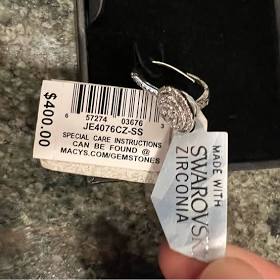 $400.00
6 57274 03676 3
JE4076CZ-SS
SPECIAL CARE INSTRUCTIONS
CAN BE FOUND @
MACYS.COM/GEMSTONES
MADE WITH
SWAROVSKI
ZIRCONIA